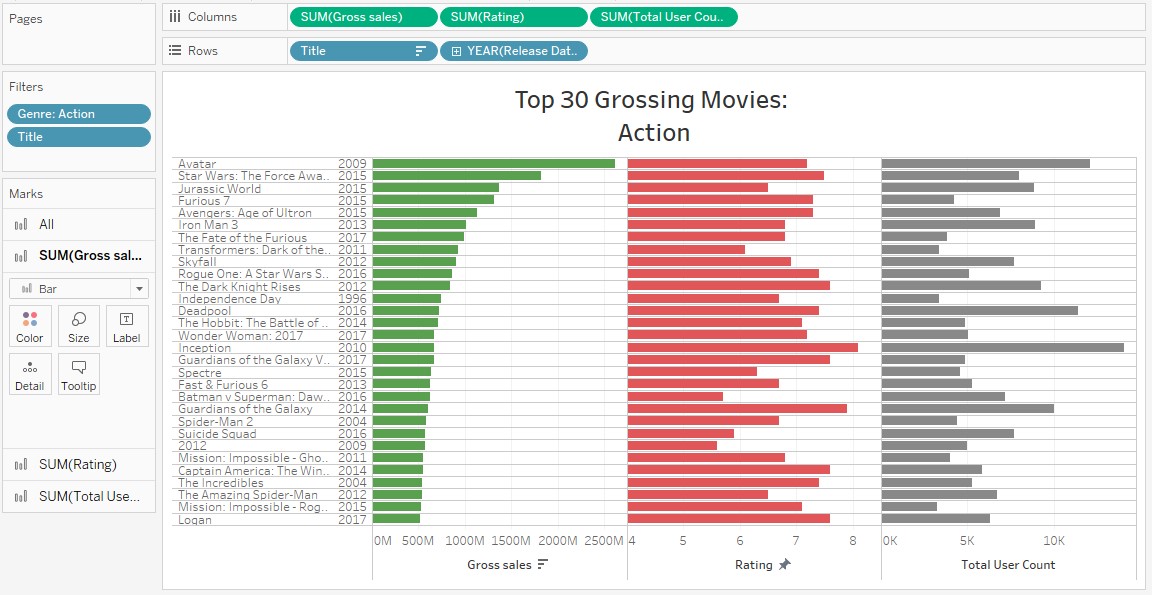 Pages
Columns
SUM(Gross sales)
SUM(Rating)
SUM(Total User Cou..
Rows
Title
YEAR(Release Dat..
Filters
Genre: Action
Title
Marks
All
SUM(Gross sal...
Bar
Color
Size
Label
Detail
Tooltip
SUM(Rating)
SUM(Total Use...
Top 30 Grossing Movies:
Action
Avatar 2009
Star Wars: The Force Awa.. 2015
Jurassic World 2015
Furious 7 2015
Avengers: Age of Ultron 2015
Iron Man 3 2013
The Fate of the Furious 2017
Transformers: Dark of the.. 2011
Skyfall 2012
Rogue One: A Star Wars S.. 2016
The Dark Knight Rises 2012
Independence Day 1996
Deadpool 2016
The Hobbit: The Battle of .. 2014
Wonder Woman: 2017 2017
Inception 2010
Guardians of the Galaxy V.. 2017
Spectre 2015
Fast & Furious 6 2013
Batman v Superman: Daw.. 2016
Guardians of the Galaxy 2014
Spider-Man 2 2004
Suicide Squad 2016
2012 2009
Mission: Impossible - Gho.. 2011
Captain America: The Win.. 2014
The Incredibles 2004
The Amazing Spider-Man 2012
Mission: Impossible - Rog.. 2015
Logan 2017
0M 500M 1000M 1500M 2000M 2500M
Gross sales
4 5 6 7 8
Rating
0K 5K 10K
Total User Count